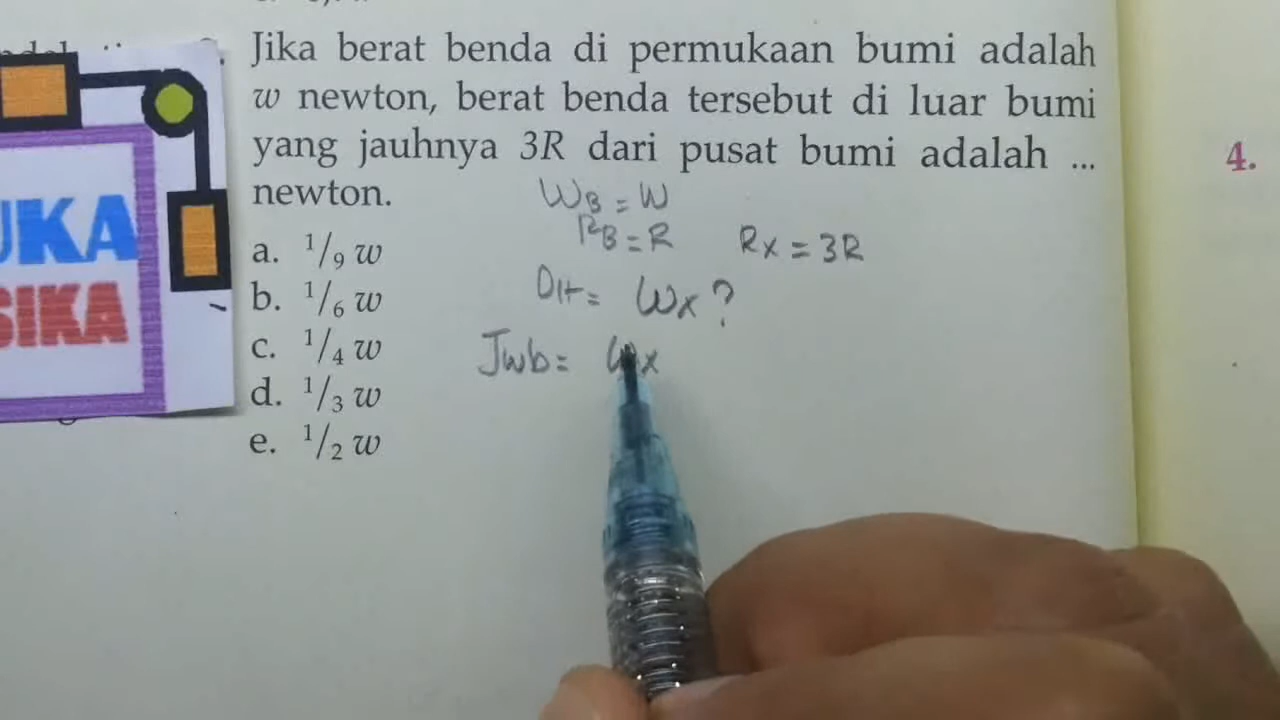 Jika berat benda di permukaan bumi adalah
w newton, berat benda tersebut di luar bumi
yang jauhnya 3R dari pusat bumi adalah ...
newton.
WB = W
RB = R Rx = 3R
Dit = Wx ?
Jwb = Wx
a. 1/9 w
b. 1/6 w
c. 1/4 w
d. 1/3 w
e. 1/2 w
UKA
SIKA
4.